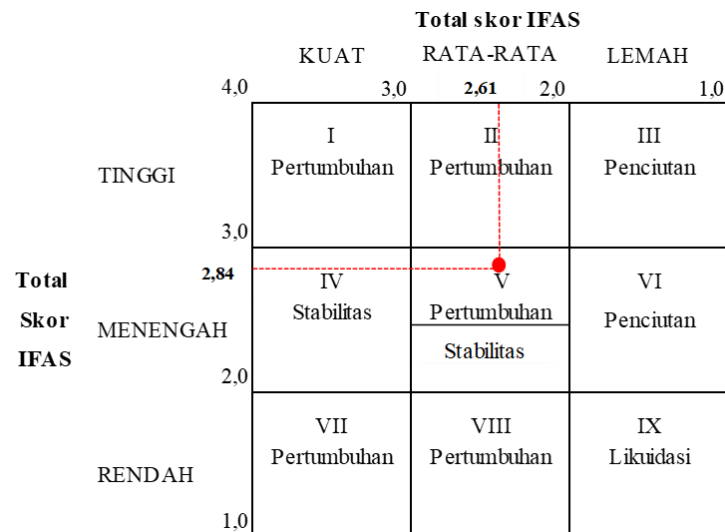 Total skor IFAS
KUAT RATA-RATA LEMAH
4,0 3,0 2,61 2,0 1,0
I II III
TINGGI Pertumbuhan Pertumbuhan Penciutan
3,0
2,84
Total
Skor
IFAS
IV V VI
Stabilitas Pertumbuhan Penciutan
MENENGAH Stabilitas
2,0
VII VIII IX
Pertumbuhan Pertumbuhan Likuidasi
RENDAH
1,0